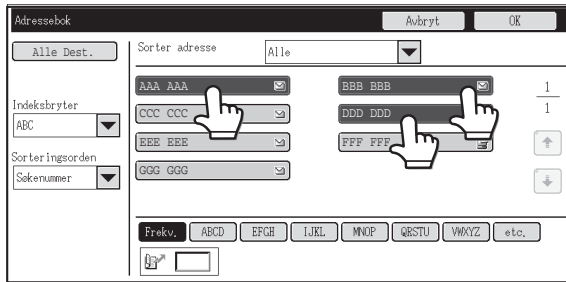 Adressebok Avbryt OK
Alle Dest. Sorter adresse Alle
AAA AAA BBB BBB 1
Indeksbryter CCC CCC DDD DDD 1
ABC
EEE EEE FFF FFF
Sorteringsorden
Søkenummer GGG GGG
Frekv. ABCD EFGH IJKL MNOP QRSTU VWXYZ etc.